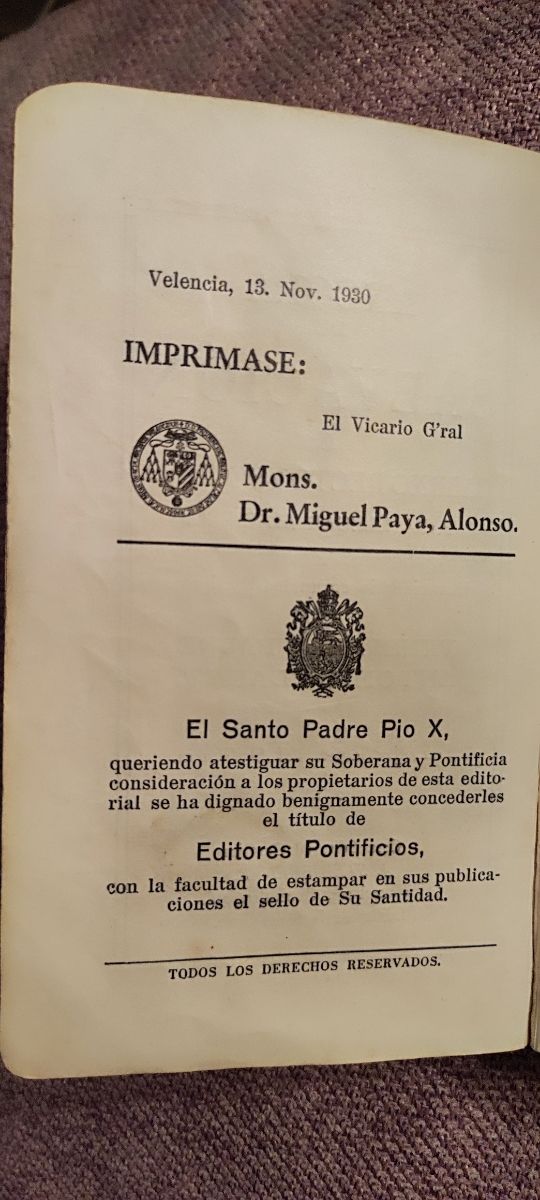 Velencia, 13. Nov. 1930
IMPRIMASE:
El Vicario G'ral
Mons.
Dr. Miguel Paya, Alonso.
El Santo Padre Pio X,
queriendo atestiguar su Soberana y Pontificia
consideración a los propietarios de esta edito-
rial se ha dignado benignamente concederles
el título de
Editores Pontificios,
con la facultad de estampar en sus publica-
ciones el sello de Su Santidad.
TODOS LOS DERECHOS RESERVADOS.